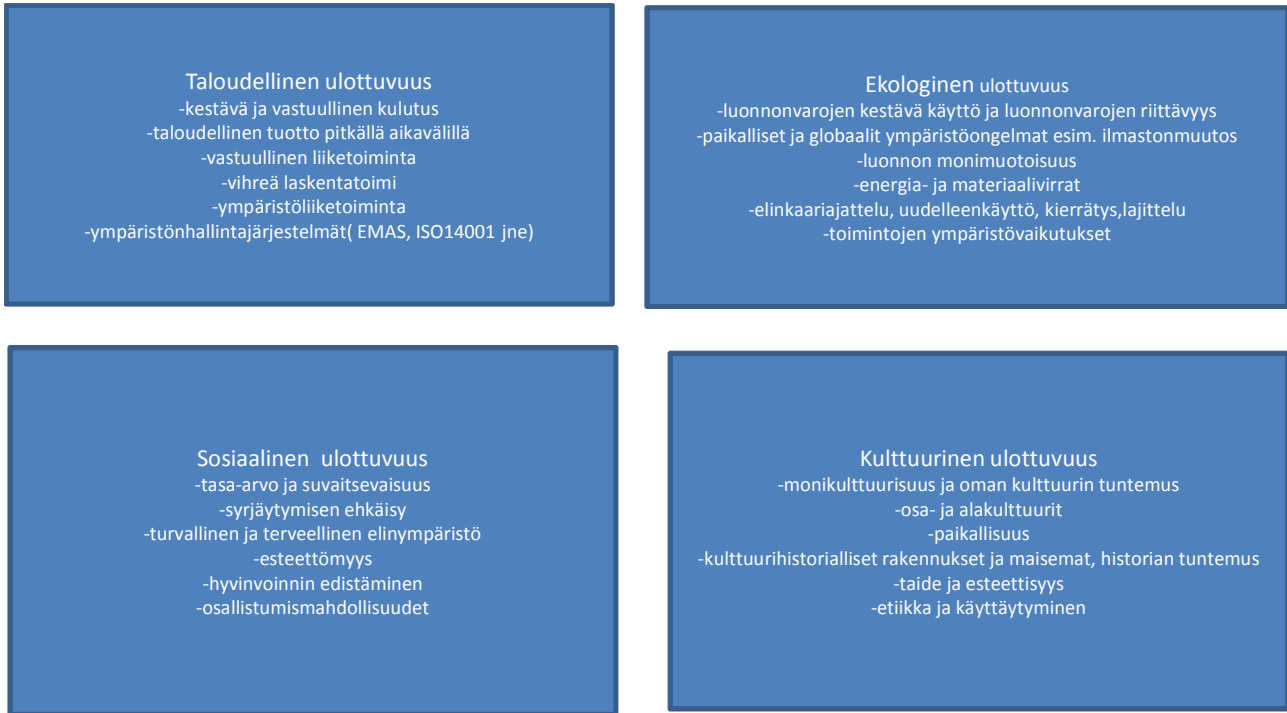 Taloudellinen ulottuvuus
-kestävä ja vastuullinen kulutus
-taloudellinen tuotto pitkällä aikavälillä
-vastuullinen liiketoiminta
-vihreä laskentatoimi
-ympäristöliiketoiminta
-ympäristönhallintajärjestelmät( EMAS, ISO14001 jne)
Ekologinen ulottuvuus
-luonnonvarojen kestävä käyttö ja luonnonvarojen riittävyys
-paikalliset ja globaalit ympäristöongelmat esim. ilmastonmuutos
-luonnon monimuotoisuus
-energia- ja materiaalivirrat
-elinkaariajattelu, uudelleenkäyttö, kierrätys,lajittelu
-toimintojen ympäristövaikutukset
Sosiaalinen ulottuvuus
-tasa-arvo ja suvaitsevaisuus
-syrjäytymisen ehkäisy
-turvallinen ja terveellinen elinympäristö
-esteettömyys
-hyvinvoinnin edistäminen
-osallistumismahdollisuudet
Kulttuurinen ulottuvuus
-monikulttuurisuus ja oman kulttuurin tuntemus
-osa- ja alakulttuurit
-paikallisuus
-kulttuurihistorialliset rakennukset ja maisemat, historian tuntemus
-taide ja esteettisyys
-etiikka ja käyttäytyminen